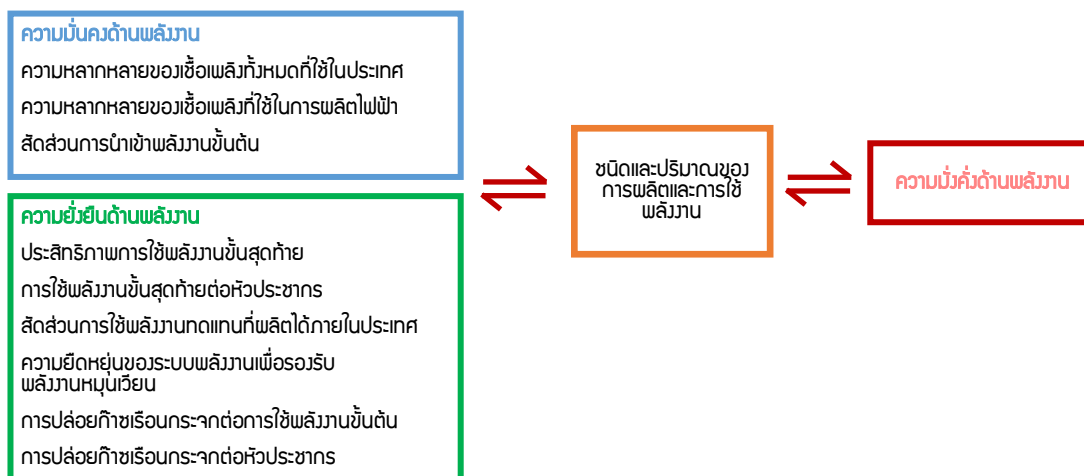 ความมั่นคงด้านพลังงาน
ความหลากหลายของเชื้อเพลิงทั้งหมดที่ใช้ในประเทศ
ความหลากหลายของเชื้อเพลิงที่ใช้ในการผลิตไฟฟ้า
สัดส่วนการนำเข้าพลังงานขั้นต้น
ความยั่งยืนด้านพลังงาน
ประสิทธิภาพการใช้พลังงานขั้นสุดท้าย
การใช้พลังงานขั้นสุดท้ายต่อหัวประชากร
สัดส่วนการใช้พลังงานทดแทนที่ผลิตได้ภายในประเทศ
ความยืดหยุ่นของระบบพลังงานเพื่อรองรับ
พลังงานหมุนเวียน
การปล่อยก๊าซเรือนกระจกต่อการใช้พลังงานขั้นต้น
การปล่อยก๊าซเรือนกระจกต่อหัวประชากร
ชนิดและปริมาณของ
การผลิตและการใช้
พลังงาน
ความมั่งคั่งด้านพลังงาน